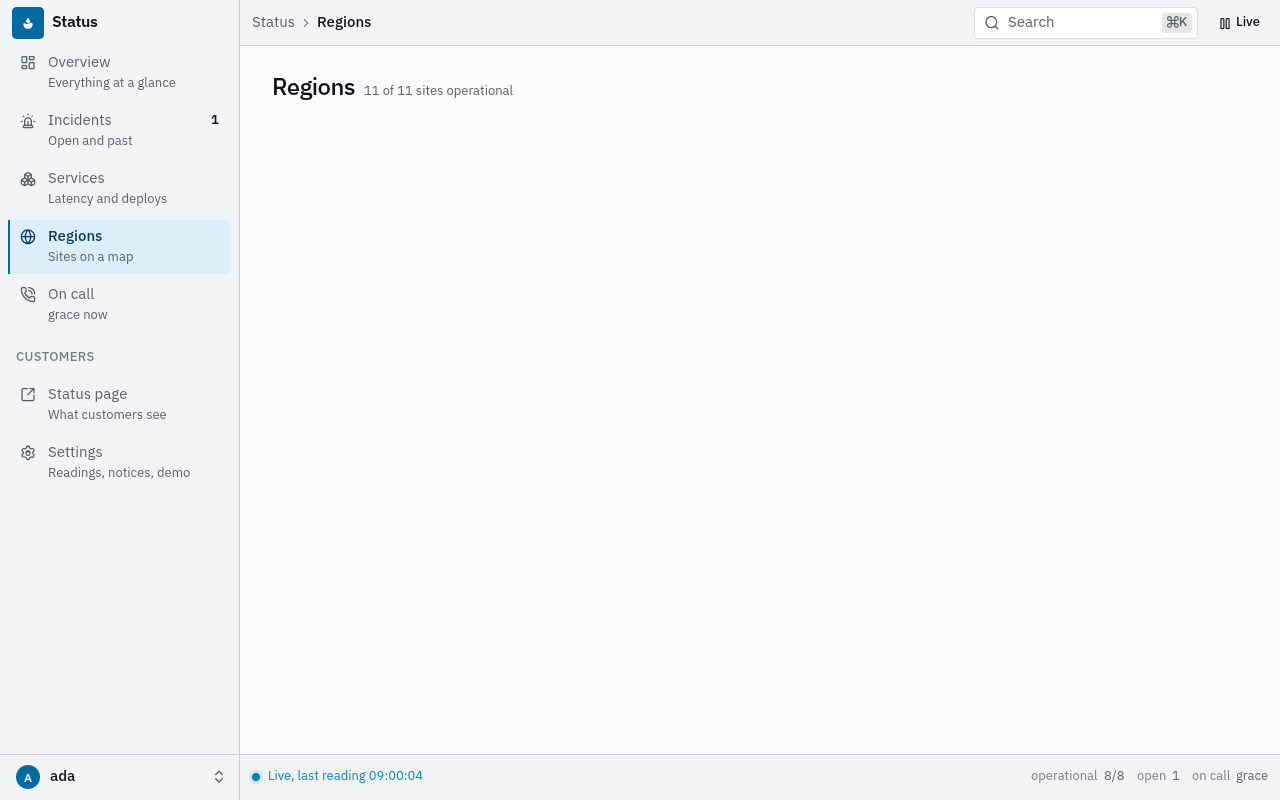 Status
Overview
Everything at a glance
Incidents 1
Open and past
Services
Latency and deploys
Regions
Sites on a map
On call
grace now
CUSTOMERS
Status page
What customers see
Settings
Readings, notices, demo
A ada
Status > Regions
Search ⌘K
Live
Regions 11 of 11 sites operational
Live, last reading 09:00:04
operational 8/8 open 1 on call grace